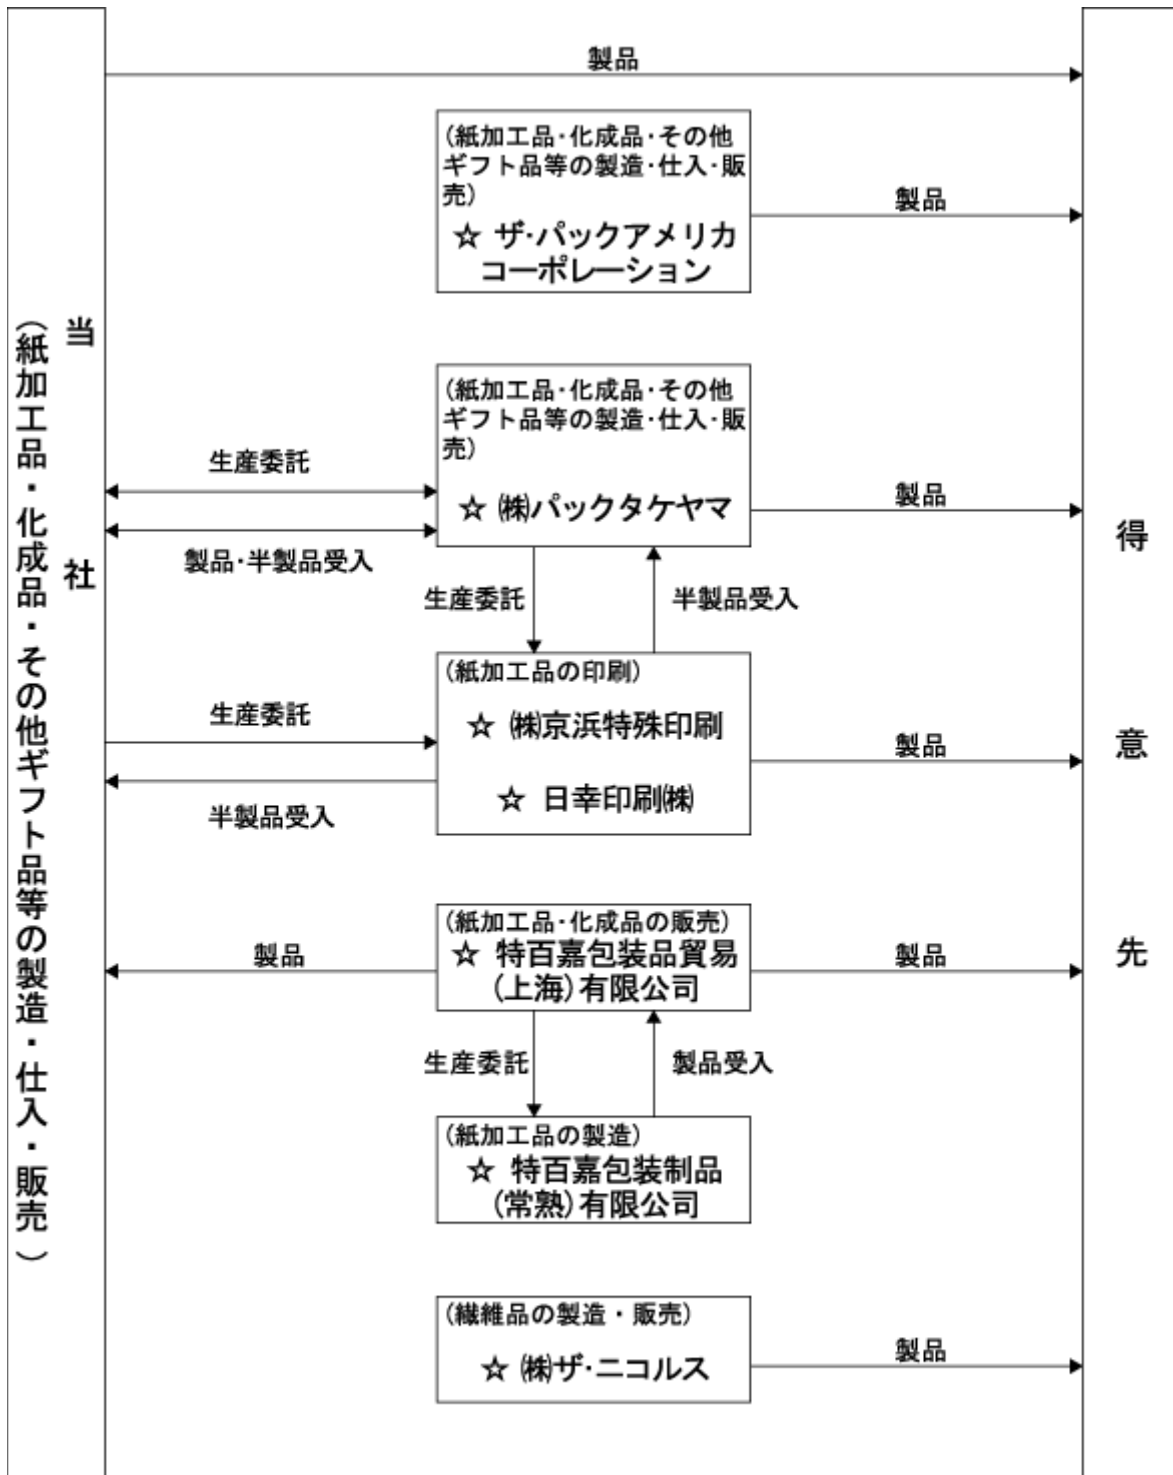 製品
(紙加工品･化成品･その他
ギフト品等の製造･仕入･販
売)
☆ ザ･パックアメリカ
コーポレーション
製品
当社
（紙加工品・化成品・その他ギフト品等の製造・仕入・販売）
(紙加工品･化成品･その他
ギフト品等の製造･仕入･販
売)
☆ ㈱パックタケヤマ
生産委託
製品･半製品受入
製品
生産委託
半製品受入
(紙加工品の印刷)
☆ ㈱京浜特殊印刷
☆ 日幸印刷㈱
生産委託
半製品受入
製品
得意先
(紙加工品･化成品の販売)
☆ 特百嘉包装品貿易
(上海)有限公司
製品
製品
生産委託
製品受入
(紙加工品の製造)
☆ 特百嘉包装制品
(常熟)有限公司
(繊維品の製造・販売)
☆ ㈱ザ･ニコルス
製品